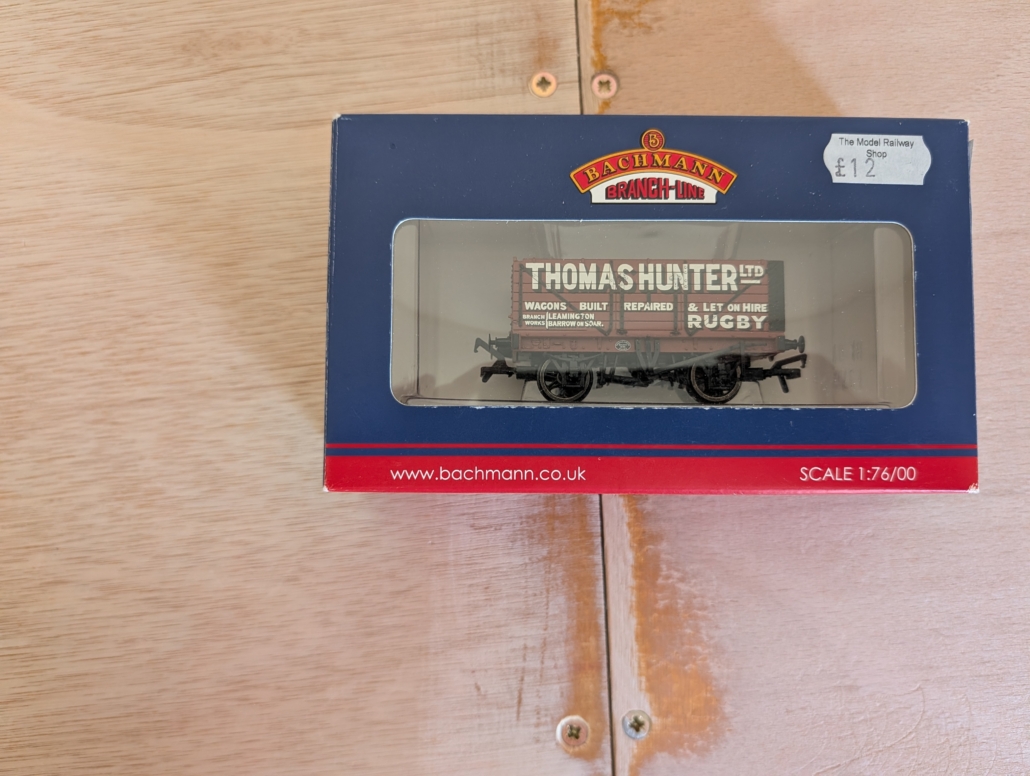 BACHMANN
BRANCH-LINE
The Model Railway
Shop
£12
THOMAS HUNTER LTD
WAGONS BUILT REPAIRED & LET ON HIRE
BRANCH WORKS LEAMINGTON BARROW ON SOAR.
RUGBY
www.bachmann.co.uk
SCALE 1:76/00